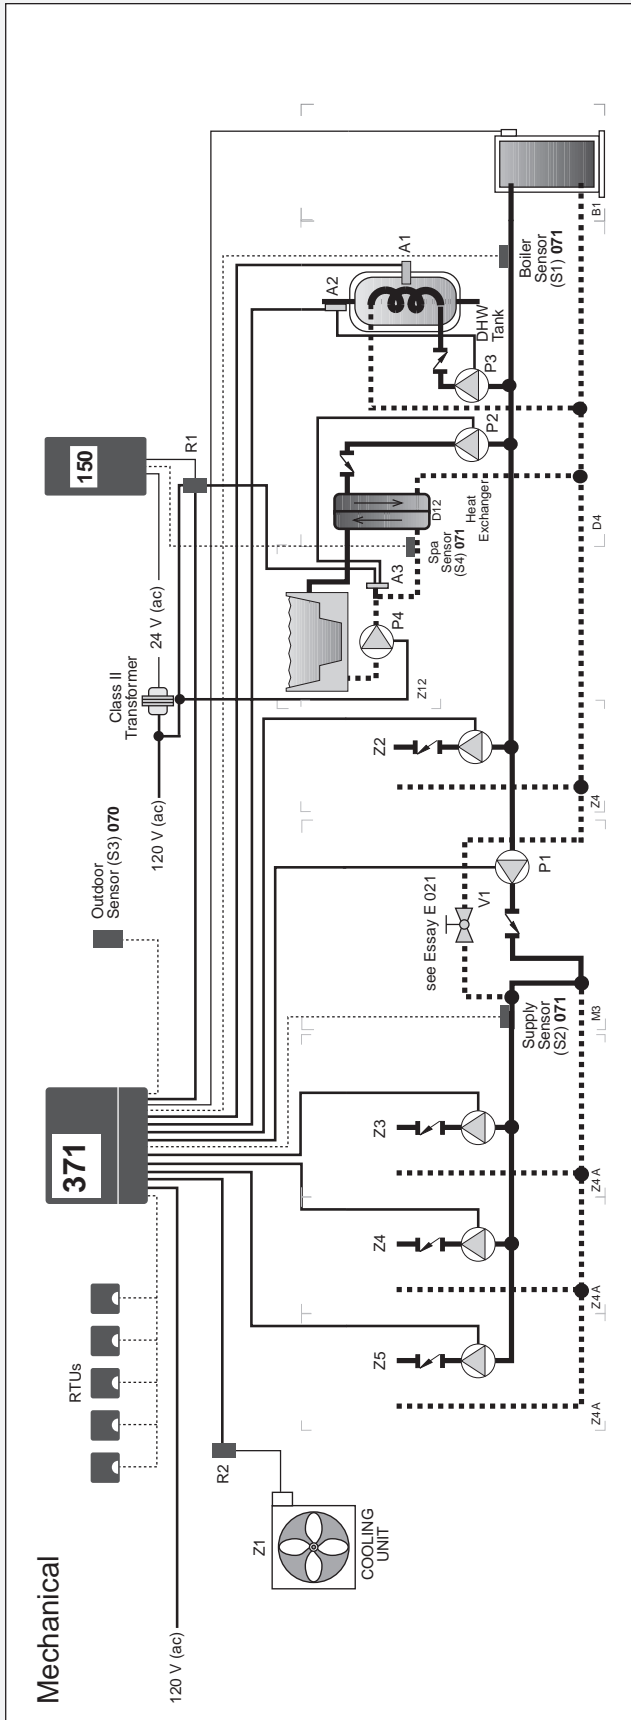 Mechanical
120 V (ac)
RTUs
371
Outdoor
Sensor (S3) 070
120 V (ac)
Class II
Transformer
24 V (ac)
150
R1
R2
Z1
COOLING
UNIT
Z5
Z4
Z3
Supply
Sensor
(S2) 071
see Essay E 021
V1
P1
Z2
P4
A3
Spa
Sensor
(S4) 071
D12
Heat
Exchanger
P2
P3
DHW
Tank
A2
A1
Boiler
Sensor
(S1) 071
Z4A
Z4A
Z4A
M3
Z4
Z12
D4
B1